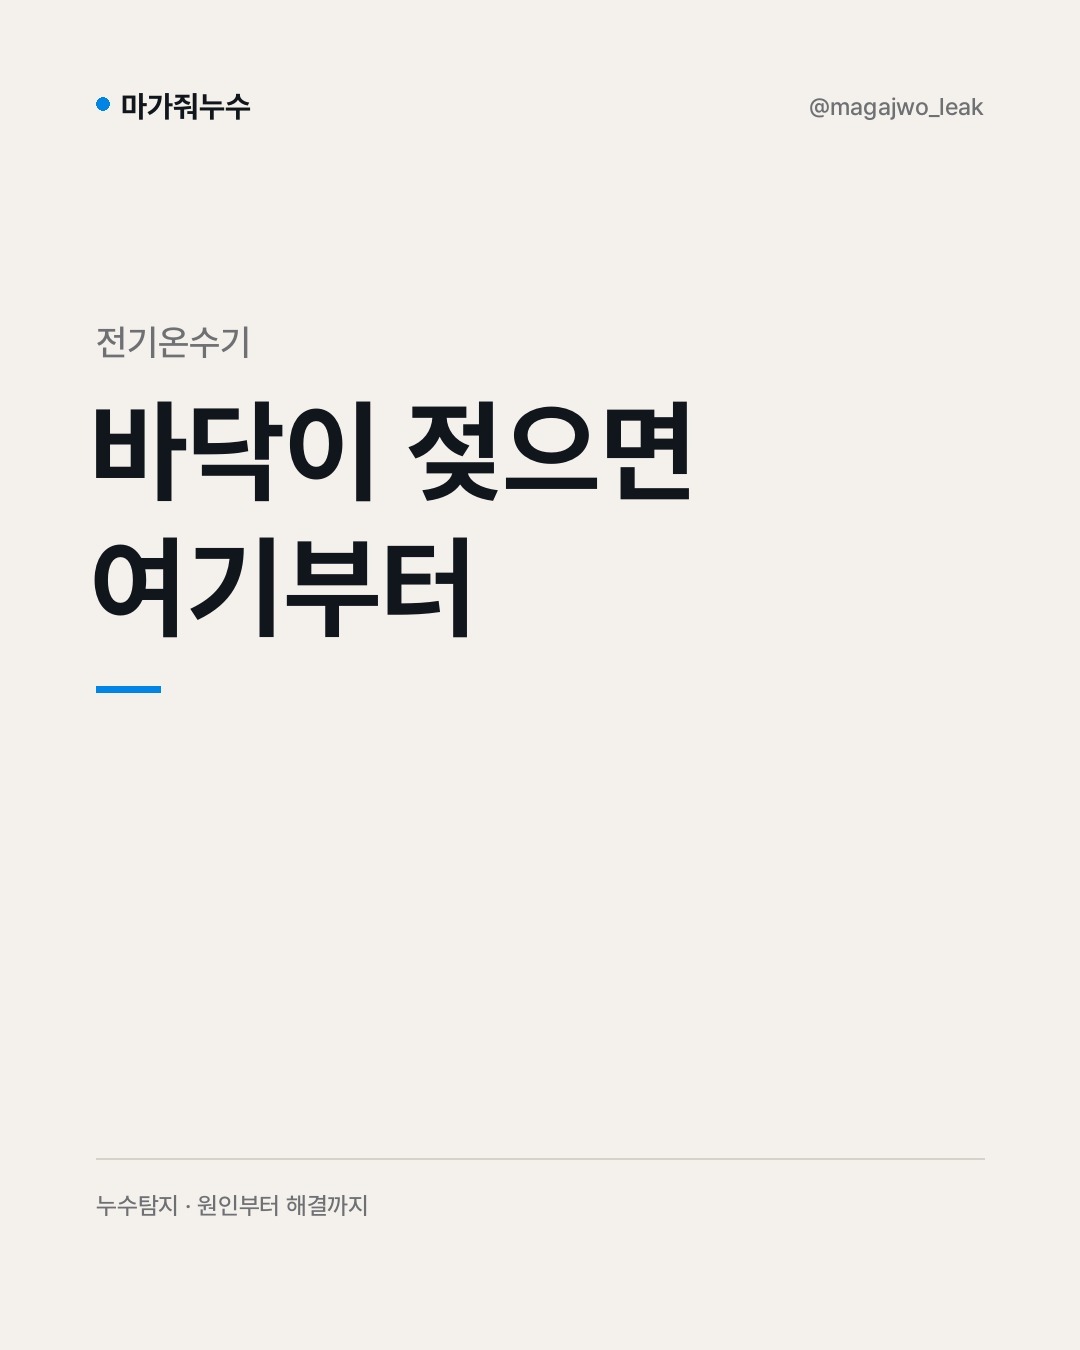 마가줘누수
@magajwo_leak
전기온수기
바닥이 젖으면
여기부터
누수탐지 · 원인부터 해결까지